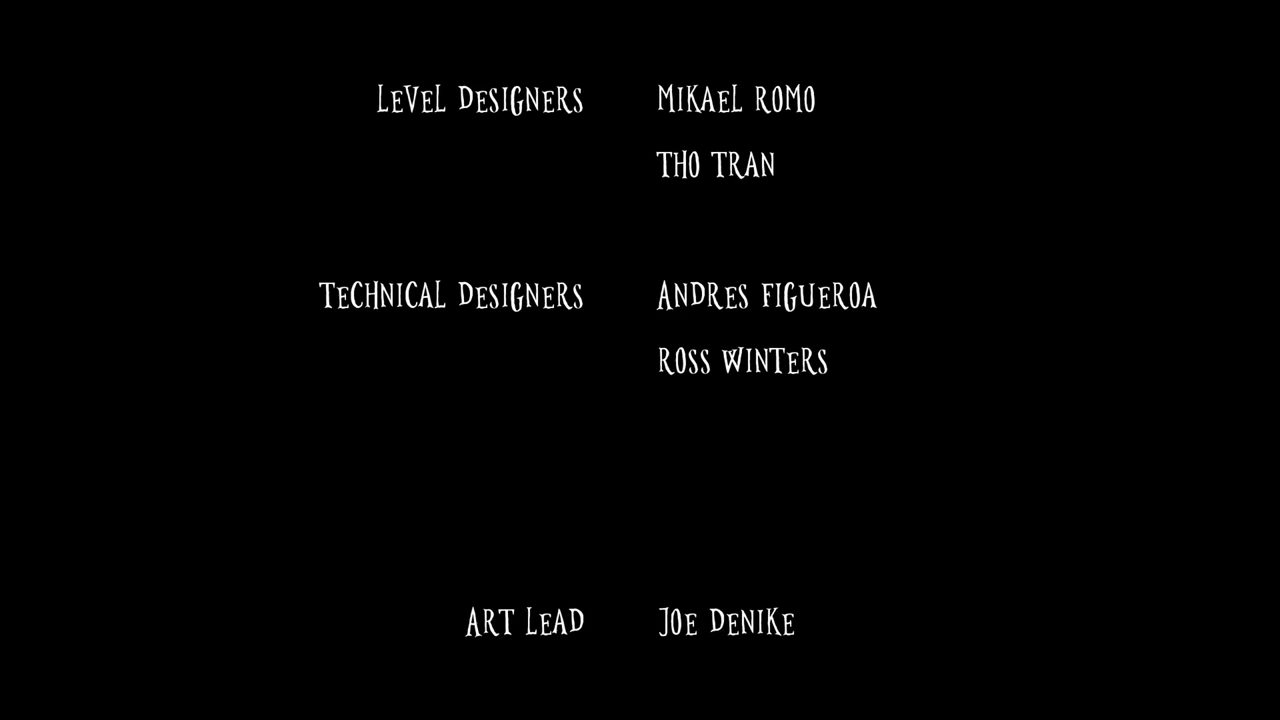 LEVEL DESIGNERS MIKAEL ROMO
THO TRAN
TECHNICAL DESIGNERS ANDRES FIGUEROA
ROSS WINTERS
ART LEAD JOE DENIKE